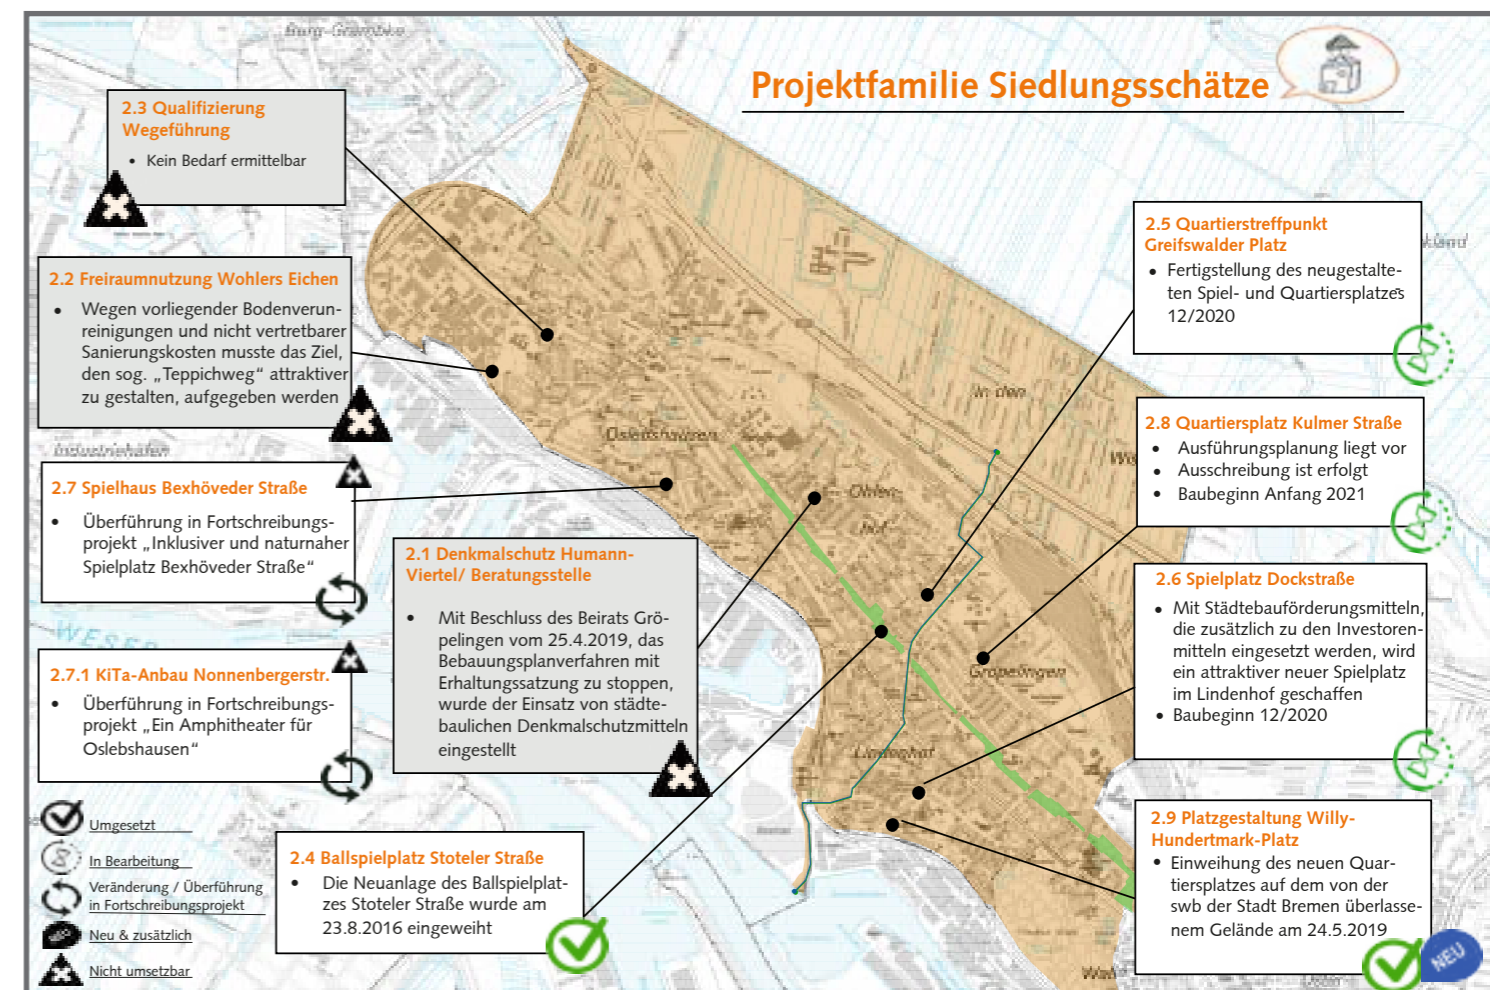 Projektfamilie Siedlungsschätze
Burg-Grambke
2.3 Qualifizierung
Wegeführung
• Kein Bedarf ermittelbar
2.2 Freiraumnutzung Wohlers Eichen
• Wegen vorliegender Bodenverun-
reinigungen und nicht vertretbarer
Sanierungskosten musste das Ziel,
den sog. „Teppichweg“ attraktiver
zu gestalten, aufgegeben werden
Industriehäfen
2.7 Spielhaus Bexhöveder Straße
• Überführung in Fortschreibungs-
projekt „Inklusiver und naturnaher
Spielplatz Bexhöveder Straße“
WESER
2.7.1 KiTa-Anbau Nonnenbergerstr.
• Überführung in Fortschreibungs-
projekt „Ein Amphitheater für
Oslebshausen“
2.1 Denkmalschutz Humann-
Viertel/ Beratungsstelle
• Mit Beschluss des Beirats Grö-
pelingen vom 25.4.2019, das
Bebauungsplanverfahren mit
Erhaltungssatzung zu stoppen,
wurde der Einsatz von städte-
baulichen Denkmalschutzmitteln
eingestellt
2.4 Ballspielplatz Stoteler Straße
• Die Neuanlage des Ballspielplat-
zes Stoteler Straße wurde am
23.8.2016 eingeweiht
2.5 Quartierstreffpunkt
Greifswalder Platz
• Fertigstellung des neugestalte-
ten Spiel- und Quartiersplatzes
12/2020
2.8 Quartiersplatz Kulmer Straße
• Ausführungsplanung liegt vor
• Ausschreibung ist erfolgt
• Baubeginn Anfang 2021
2.6 Spielplatz Dockstraße
• Mit Städtebauförderungsmitteln,
die zusätzlich zu den Investoren-
mitteln eingesetzt werden, wird
ein attraktiver neuer Spielplatz
im Lindenhof geschaffen
• Baubeginn 12/2020
2.9 Platzgestaltung Willy-
Hundertmark-Platz
• Einweihung des neuen Quar-
tiersplatzes auf dem von der
swb der Stadt Bremen überlasse-
nem Gelände am 24.5.2019
NEU
Oslebshausen
Ohlen-
hof
In den
Gröpelingen
Lindenhof
Umgesetzt
In Bearbeitung
Veränderung / Überführung
in Fortschreibungsprojekt
Neu & zusätzlich
Nicht umsetzbar